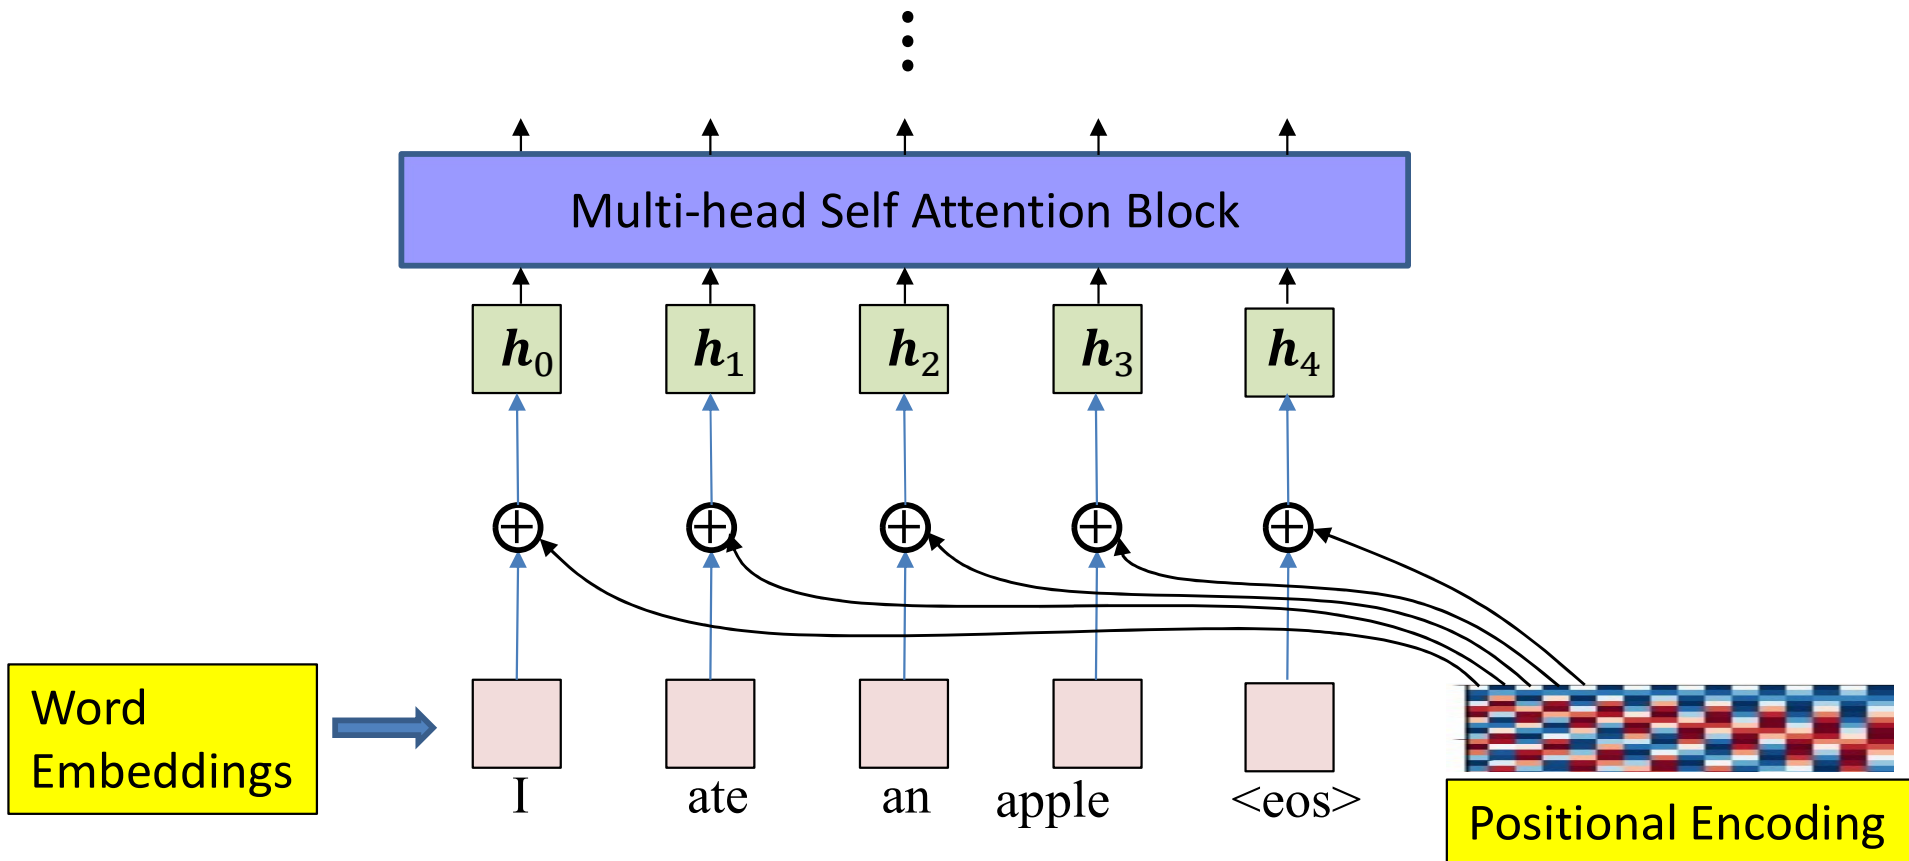 Multi-head Self Attention Block
h₀ h₁ h₂ h₃ h₄
Word
Embeddings
I ate an apple <eos>
Positional Encoding